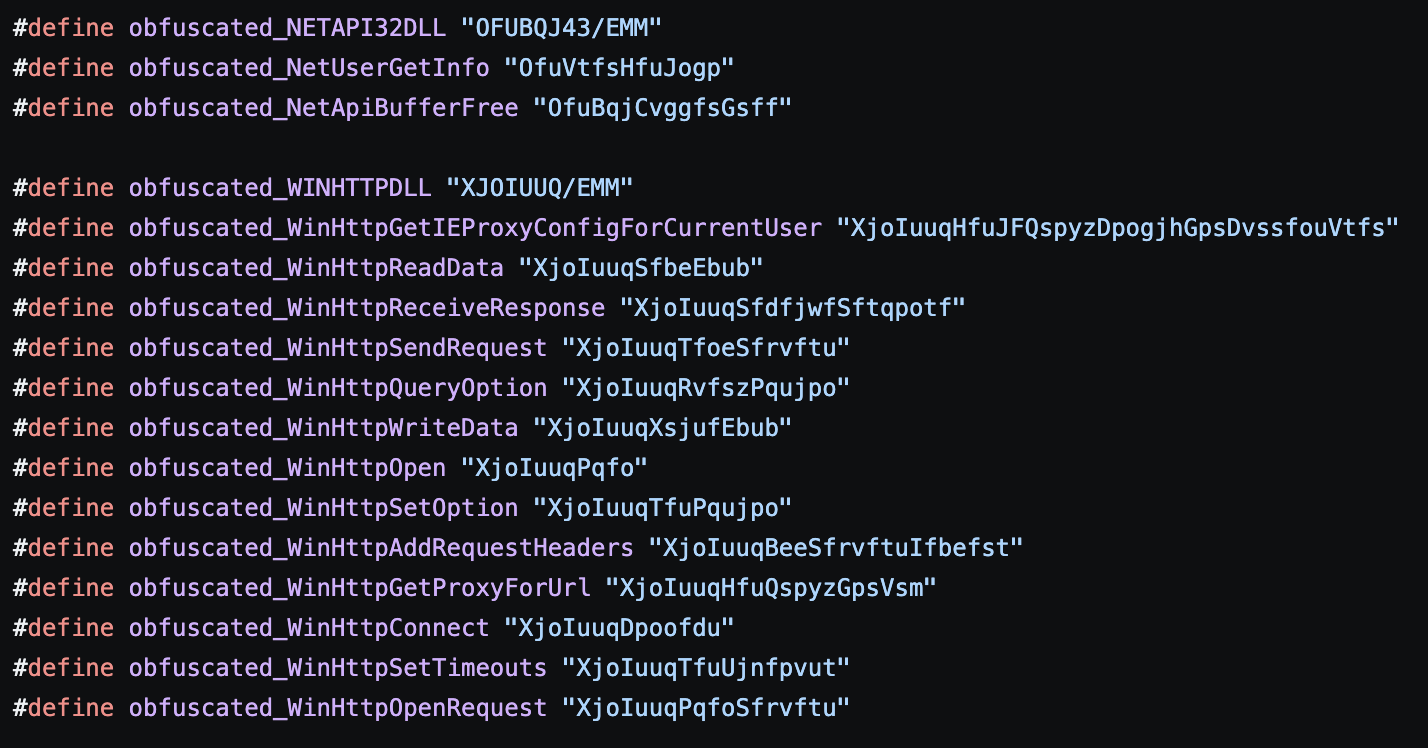 #define obfuscated_NETAPI32DLL "OFUBQJ43/EMM"
#define obfuscated_NetUserGetInfo "OfuVtfsHfuJogp"
#define obfuscated_NetApiBufferFree "OfuBqjCvggfsGsff"
#define obfuscated_WINHTTPDLL "XJOIUUQ/EMM"
#define obfuscated_WinHttpGetIEProxyConfigForCurrentUser "XjoIuuqHfuJFQspyzDpogjhGpsDvssfouVtfs"
#define obfuscated_WinHttpReadData "XjoIuuqSfbeEbub"
#define obfuscated_WinHttpReceiveResponse "XjoIuuqSfdfjwfSftqpotf"
#define obfuscated_WinHttpSendRequest "XjoIuuqTfoeSfrvftu"
#define obfuscated_WinHttpQueryOption "XjoIuuqRvfszPqujpo"
#define obfuscated_WinHttpWriteData "XjoIuuqXsjufEbub"
#define obfuscated_WinHttpOpen "XjoIuuqPqfo"
#define obfuscated_WinHttpSetOption "XjoIuuqTfuPqujpo"
#define obfuscated_WinHttpAddRequestHeaders "XjoIuuqBeeSfrvftuIfbefst"
#define obfuscated_WinHttpGetProxyForUrl "XjoIuuqHfuQspyzGpsVsm"
#define obfuscated_WinHttpConnect "XjoIuuqDpoofdu"
#define obfuscated_WinHttpSetTimeouts "XjoIuuqTfuUjnfpvut"
#define obfuscated_WinHttpOpenRequest "XjoIuuqPqfoSfrvftu"